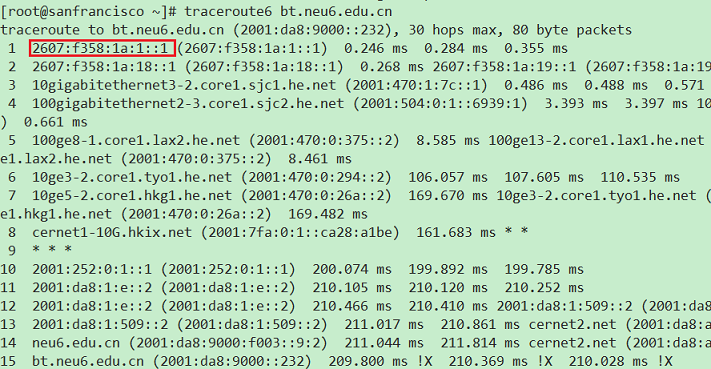 [root@sanfrancisco ~]# traceroute6 bt.neu6.edu.cn
traceroute to bt.neu6.edu.cn (2001:da8:9000::232), 30 hops max, 80 byte packets
1 2607:f358:1a:1::1 (2607:f358:1a:1::1) 0.246 ms 0.284 ms 0.355 ms
2 2607:f358:1a:18::1 (2607:f358:1a:18::1) 0.268 ms 2607:f358:1a:19::1 (2607:f358:1a:19
3 10gigabitethernet3-2.core1.sjc1.he.net (2001:470:1:7c::1) 0.486 ms 0.488 ms 0.571
4 100gigabitethernet2-3.core1.sjc2.he.net (2001:504:0:1::6939:1) 3.393 ms 3.397 ms 10
) 0.661 ms
5 100ge8-1.core1.lax2.he.net (2001:470:0:375::2) 8.585 ms 100ge13-2.core1.lax1.he.net
e1.lax2.he.net (2001:470:0:375::2) 8.461 ms
6 10ge3-2.core1.tyo1.he.net (2001:470:0:294::2) 106.057 ms 107.605 ms 110.535 ms
7 10ge5-2.core1.hkg1.he.net (2001:470:0:26a::2) 169.670 ms 10ge3-2.core1.tyo1.he.net (
e1.hkg1.he.net (2001:470:0:26a::2) 169.482 ms
8 cernet1-10G.hkix.net (2001:7fa:0:1::ca28:a1be) 161.683 ms * *
9 * * *
10 2001:252:0:1::1 (2001:252:0:1::1) 200.074 ms 199.892 ms 199.785 ms
11 2001:da8:1:e::2 (2001:da8:1:e::2) 210.105 ms 210.120 ms 210.252 ms
12 2001:da8:1:e::2 (2001:da8:1:e::2) 210.466 ms 210.410 ms 2001:da8:1:509::2 (2001:da8
13 2001:da8:1:509::2 (2001:da8:1:509::2) 211.017 ms 210.861 ms cernet2.net (2001:da8:a
14 neu6.edu.cn (2001:da8:9000:f003::9:2) 211.044 ms 211.814 ms cernet2.net (2001:da8:a
15 bt.neu6.edu.cn (2001:da8:9000::232) 209.800 ms !X 210.369 ms !X 210.028 ms !X